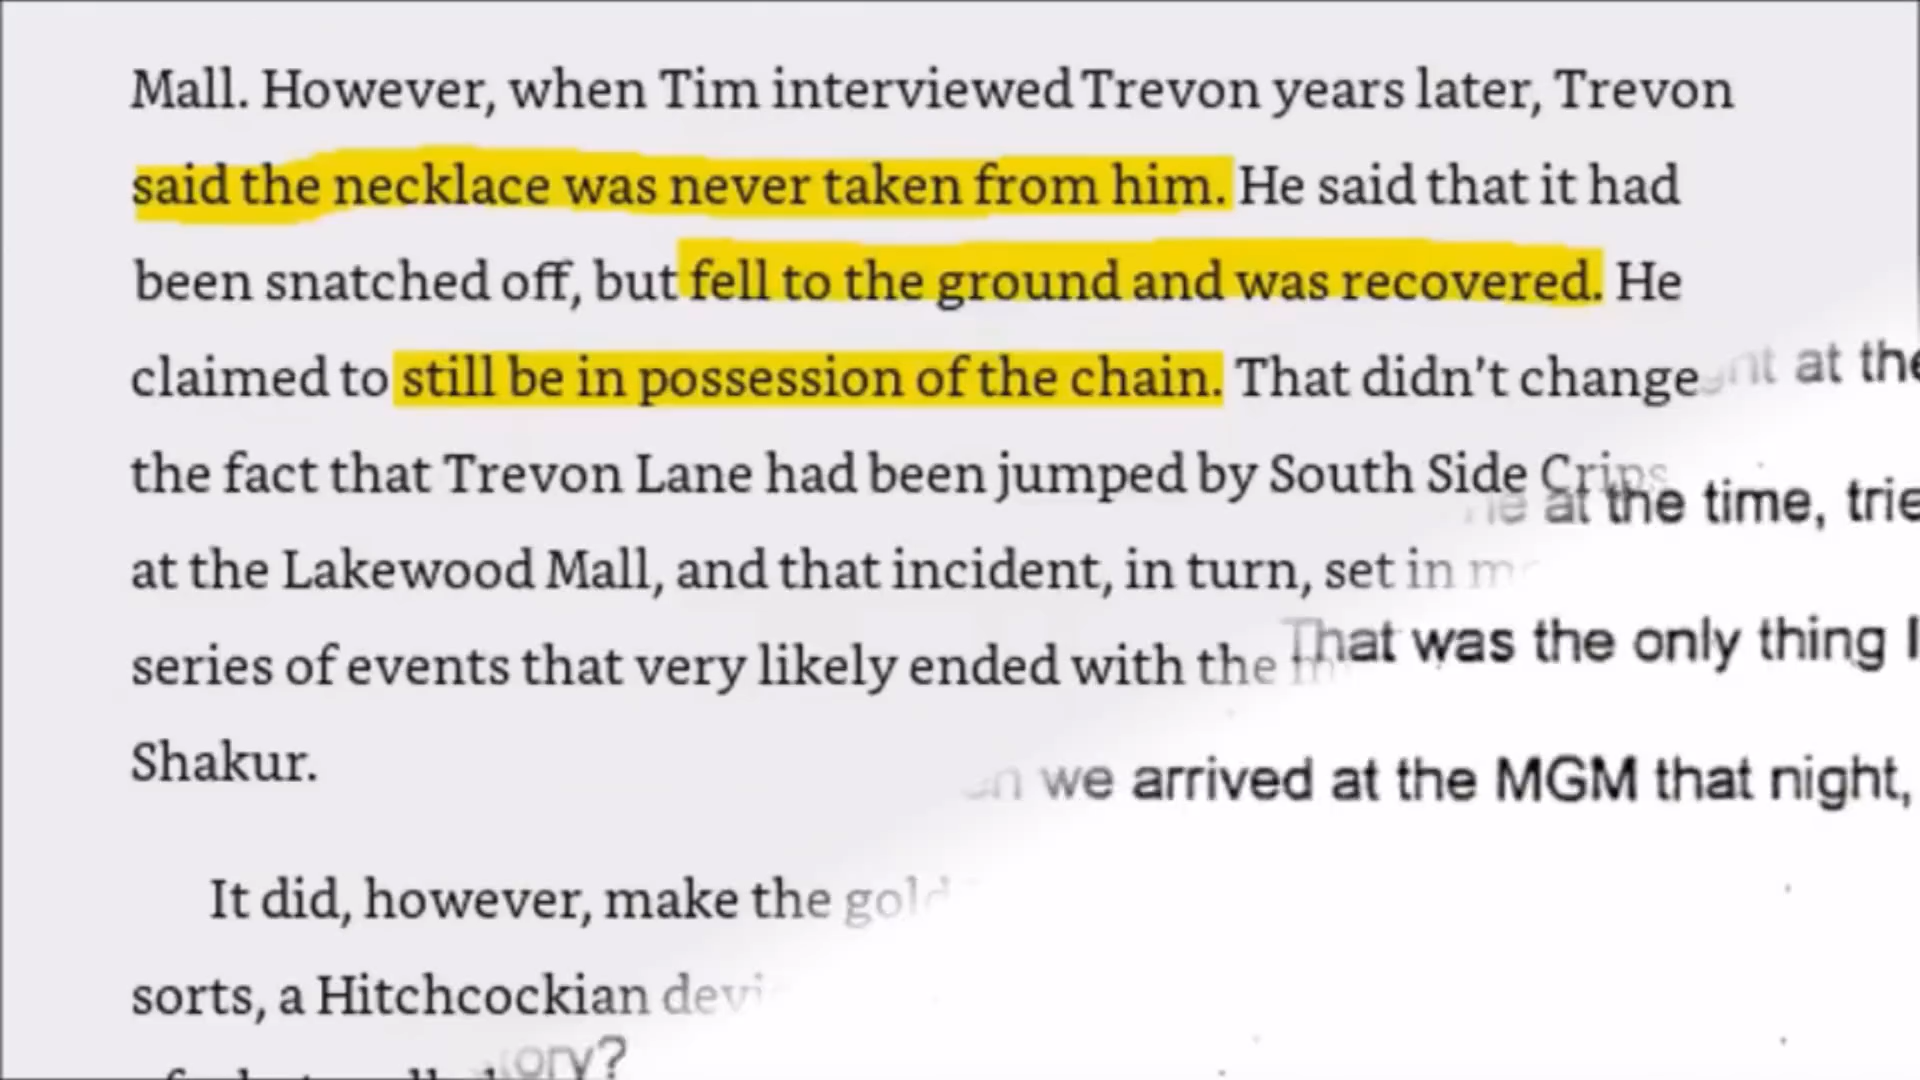 Mall. However, when Tim interviewed Trevon years later, Trevon
said the necklace was never taken from him. He said that it had
been snatched off, but fell to the ground and was recovered. He
claimed to still be in possession of the chain. That didn't change
the fact that Trevon Lane had been jumped by South Side Crips
at the Lakewood Mall, and that incident, in turn, set in
series of events that very likely ended with the
Shakur.
It did, however, make the gold
sorts, a Hitchcockian
at the
at the time,
That was the only thing I
we arrived at the MGM that night,